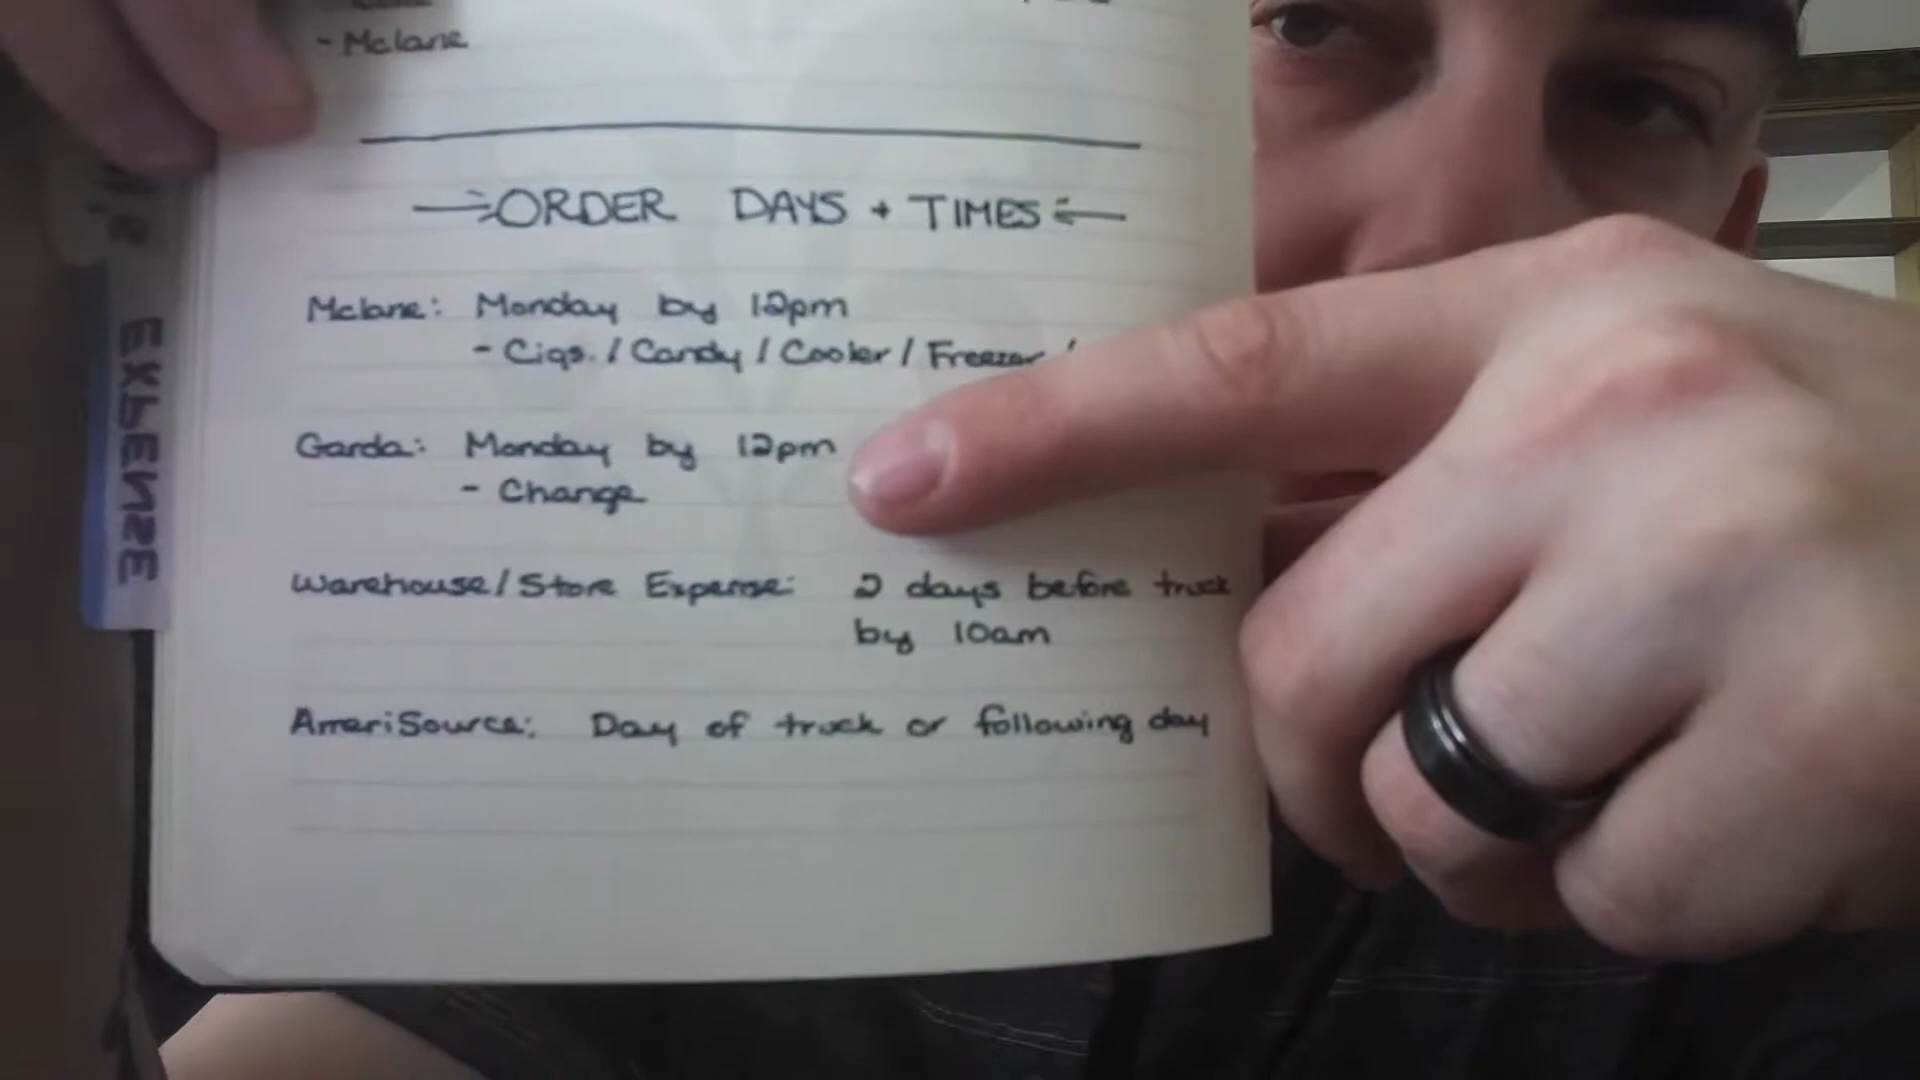 - Mclane
⇒ORDER DAYS + TIMES⇐
Mclane: Monday by 12pm
- Cigs. / Candy / Cooler / Freezer /
Garda: Monday by 12pm
- Change
Warehouse/Store Expense: 2 days before truck
by 10am
AmeriSource: Day of truck or following day
EXPENSE